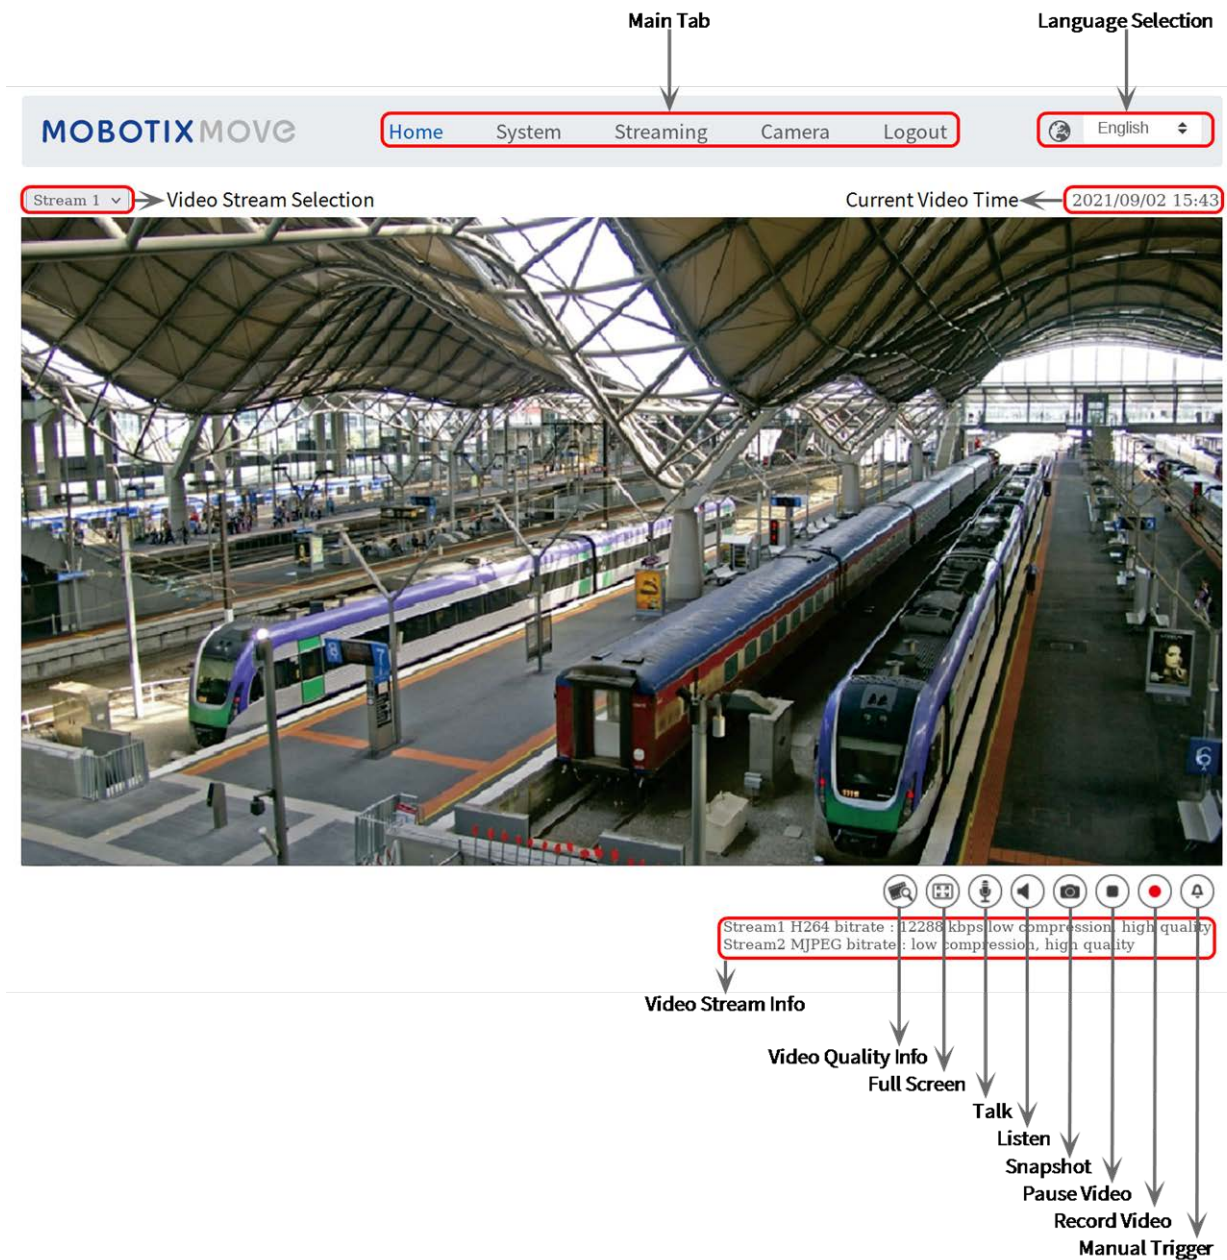 Main Tab
Language Selection
MOBOTIX MOVE
Home System Streaming Camera Logout
English
Stream 1
Video Stream Selection
Current Video Time
2021/09/02 15:43
8
7
6
Stream1 H264 bitrate : 12288 kbps low compression, high quality
Stream2 MJPEG bitrate : low compression, high quality
Video Stream Info
Video Quality Info
Full Screen
Talk
Listen
Snapshot
Pause Video
Record Video
Manual Trigger